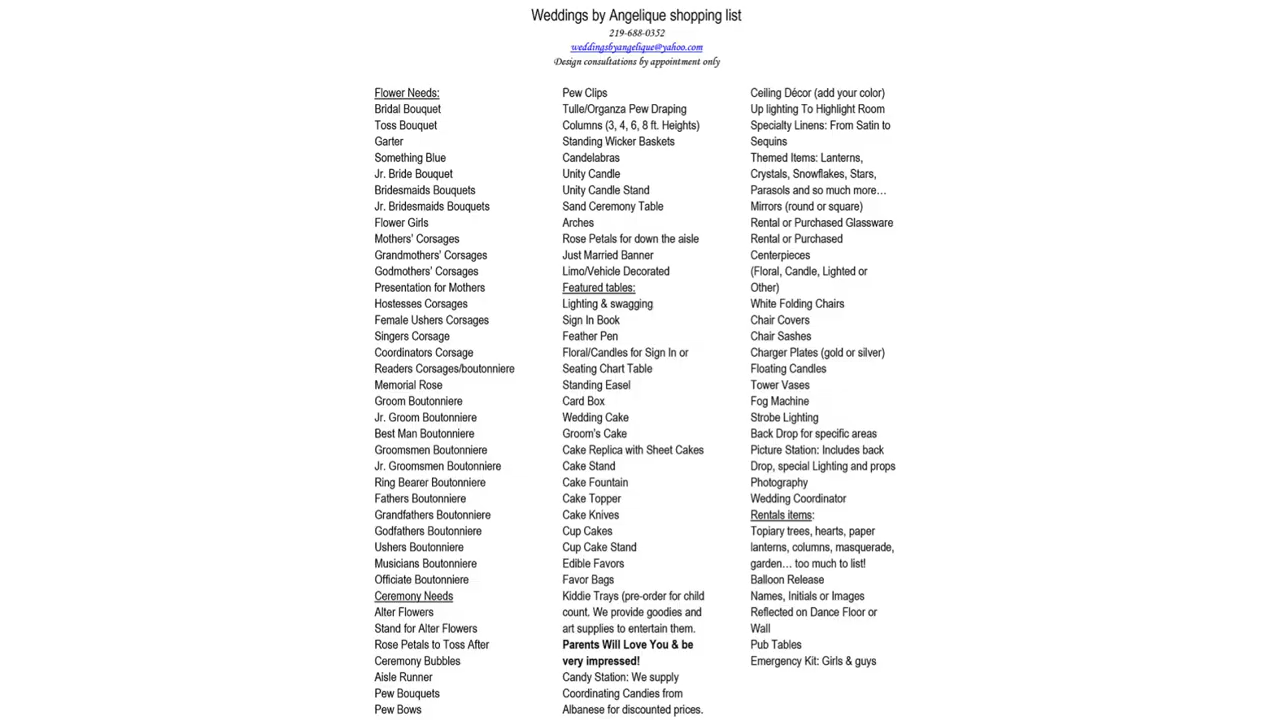 Weddings by Angelique shopping list
219-688-0352
weddingsbyangelique@yahoo.com
Design consultations by appointment only
Flower Needs:
Bridal Bouquet
Toss Bouquet
Garter
Something Blue
Jr. Bride Bouquet
Bridesmaids Bouquets
Jr. Bridesmaids Bouquets
Flower Girls
Mothers' Corsages
Grandmothers' Corsages
Godmothers' Corsages
Presentation for Mothers
Hostesses Corsages
Female Ushers Corsages
Singers Corsage
Coordinators Corsage
Readers Corsages/boutonniere
Memorial Rose
Groom Boutonniere
Jr. Groom Boutonniere
Best Man Boutonniere
Groomsmen Boutonniere
Jr. Groomsmen Boutonniere
Ring Bearer Boutonniere
Fathers Boutonniere
Grandfathers Boutonniere
Godfathers Boutonniere
Ushers Boutonniere
Musicians Boutonniere
Officiate Boutonniere
Ceremony Needs
Alter Flowers
Stand for Alter Flowers
Rose Petals to Toss After
Ceremony Bubbles
Aisle Runner
Pew Bouquets
Pew Bows
Pew Clips
Tulle/Organza Pew Draping
Columns (3, 4, 6, 8 ft. Heights)
Standing Wicker Baskets
Candelabras
Unity Candle
Unity Candle Stand
Sand Ceremony Table
Arches
Rose Petals for down the aisle
Just Married Banner
Limo/Vehicle Decorated
Featured tables:
Lighting & swagging
Sign In Book
Feather Pen
Floral/Candles for Sign In or
Seating Chart Table
Standing Easel
Card Box
Wedding Cake
Groom's Cake
Cake Replica with Sheet Cakes
Cake Stand
Cake Fountain
Cake Topper
Cake Knives
Cup Cakes
Cup Cake Stand
Edible Favors
Favor Bags
Kiddie Trays (pre-order for child
count. We provide goodies and
art supplies to entertain them.
Parents Will Love You & be
very impressed!
Candy Station: We supply
Coordinating Candies from
Albanese for discounted prices.
Ceiling Décor (add your color)
Up lighting To Highlight Room
Specialty Linens: From Satin to
Sequins
Themed Items: Lanterns,
Crystals, Snowflakes, Stars,
Parasols and so much more…
Mirrors (round or square)
Rental or Purchased Glassware
Rental or Purchased
Centerpieces
(Floral, Candle, Lighted or
Other)
White Folding Chairs
Chair Covers
Chair Sashes
Charger Plates (gold or silver)
Floating Candles
Tower Vases
Fog Machine
Strobe Lighting
Back Drop for specific areas
Picture Station: Includes back
Drop, special Lighting and props
Photography
Wedding Coordinator
Rentals items:
Topiary trees, hearts, paper
lanterns, columns, masquerade,
garden… too much to list!
Balloon Release
Names, Initials or Images
Reflected on Dance Floor or
Wall
Pub Tables
Emergency Kit: Girls & guys